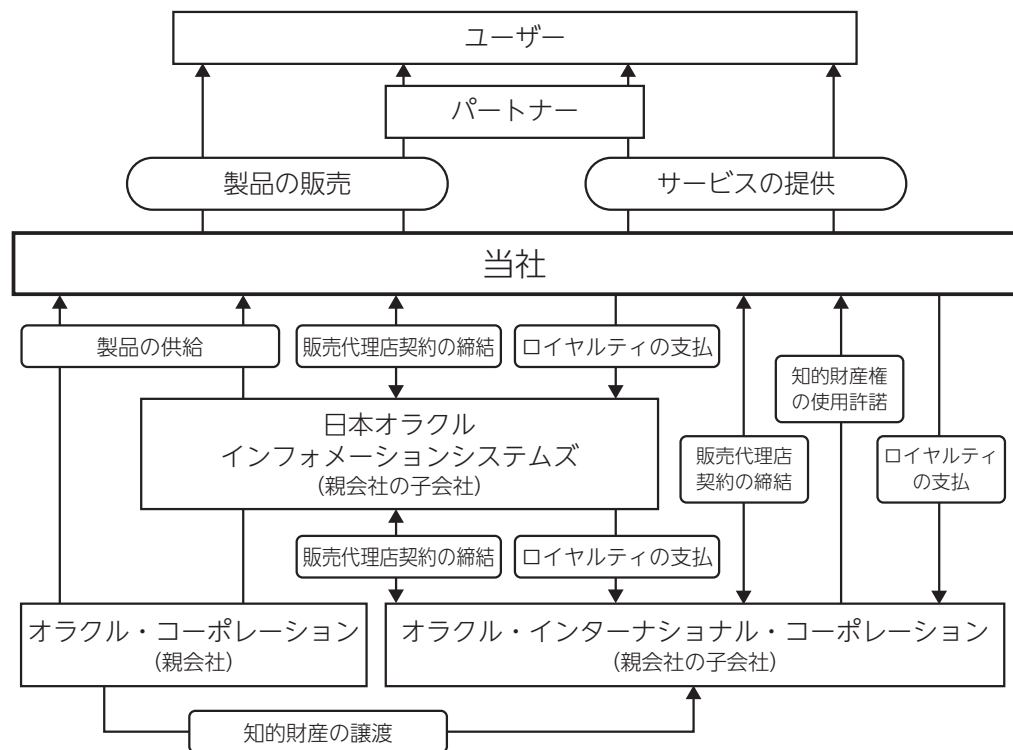 ユーザー
パートナー
製品の販売
サービスの提供
当社
製品の供給
販売代理店契約の締結
ロイヤルティの支払
知的財産権
の使用許諾
日本オラクル
インフォメーションシステムズ
(親会社の子会社)
販売代理店
契約の締結
ロイヤルティ
の支払
販売代理店契約の締結
ロイヤルティの支払
オラクル・コーポレーション
(親会社)
オラクル・インターナショナル・コーポレーション
(親会社の子会社)
知的財産の譲渡